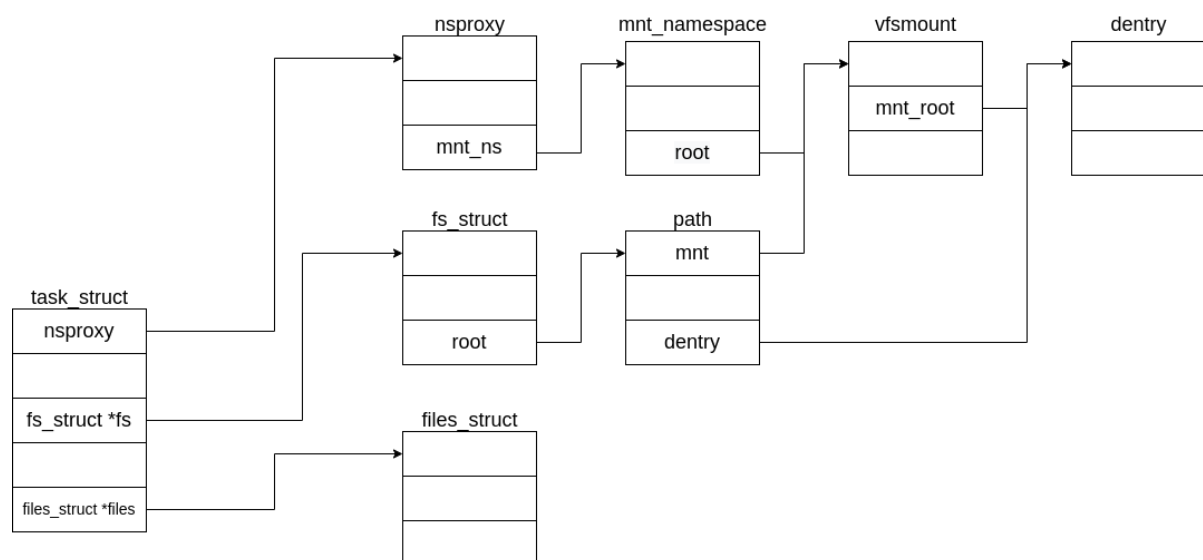 nsproxy
mnt_ns
mnt_namespace
root
vfsmount
mnt_root
dentry
fs_struct
root
path
mnt
dentry
task_struct
nsproxy
fs_struct *fs
files_struct *files
files_struct